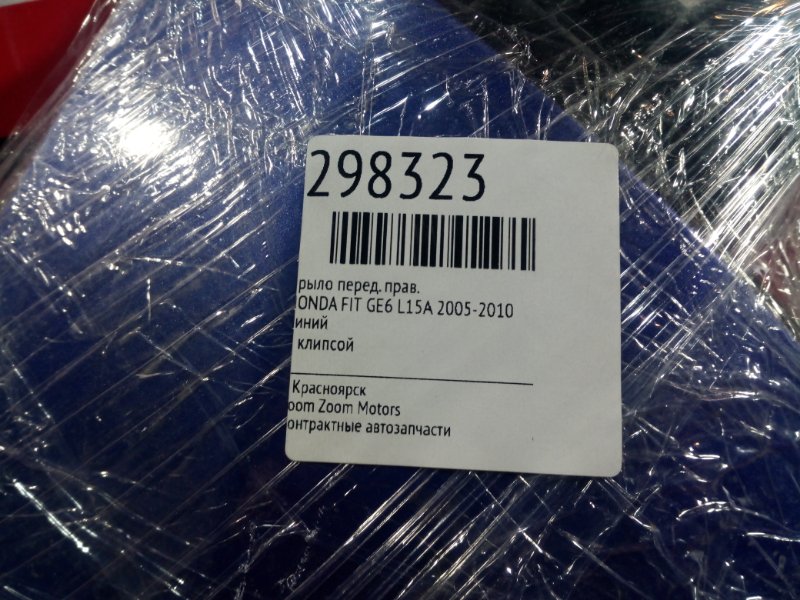 298323
рыло перед. прав.
ONDA FIT GE6 L15A 2005-2010
иний
клипсой
Красноярск
oom Zoom Motors
онтрактные автозапчасти